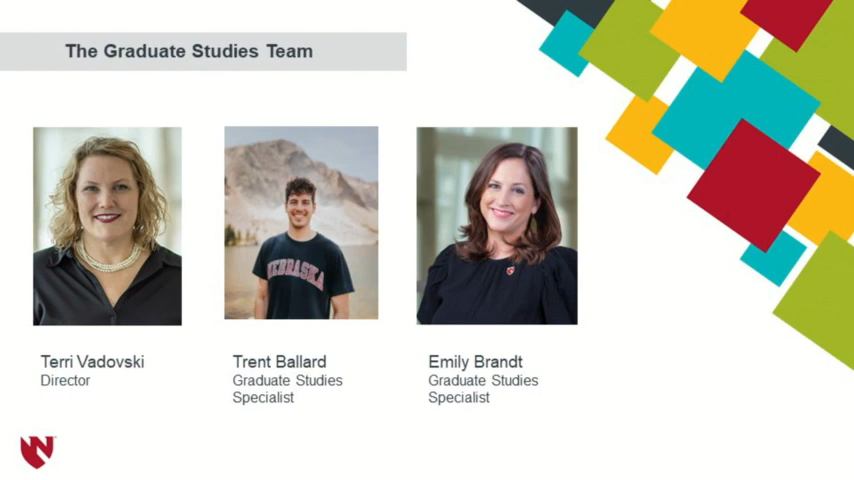 The Graduate Studies Team
NEBRASKA
Terri Vadovski
Director
Trent Ballard
Graduate Studies
Specialist
Emily Brandt
Graduate Studies
Specialist
N